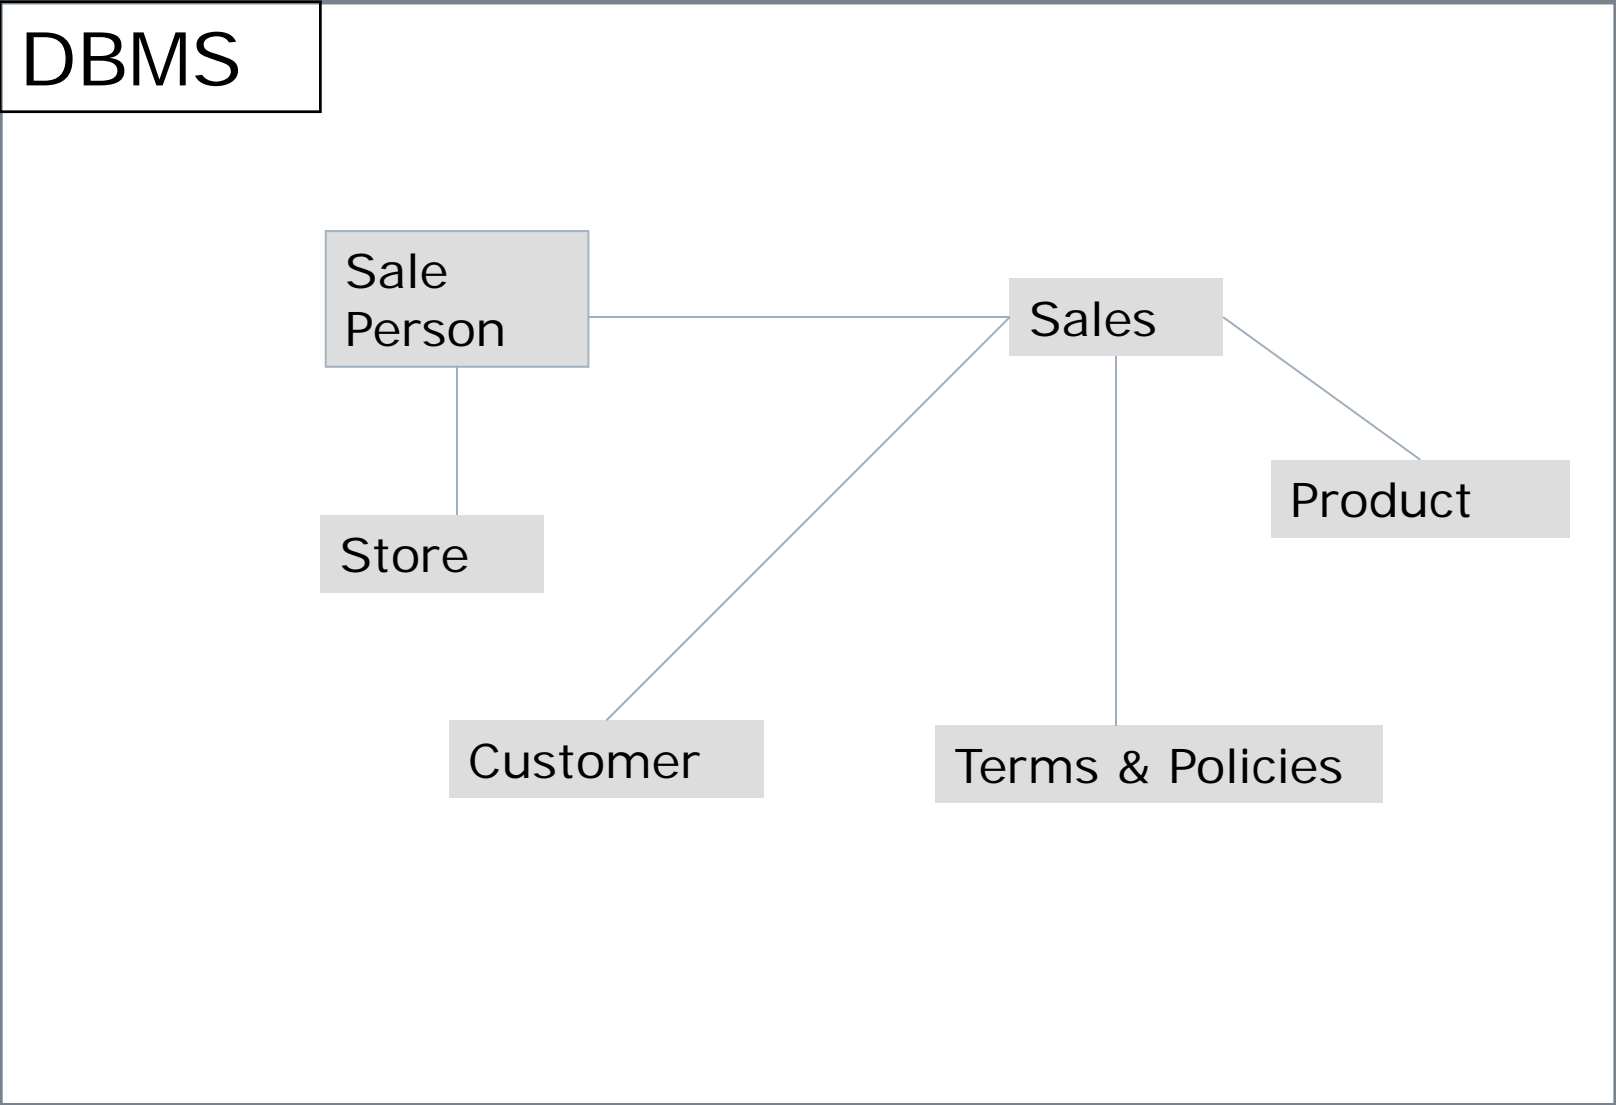 DBMS
Sale
Person
Sales
Product
Store
Customer
Terms & Policies